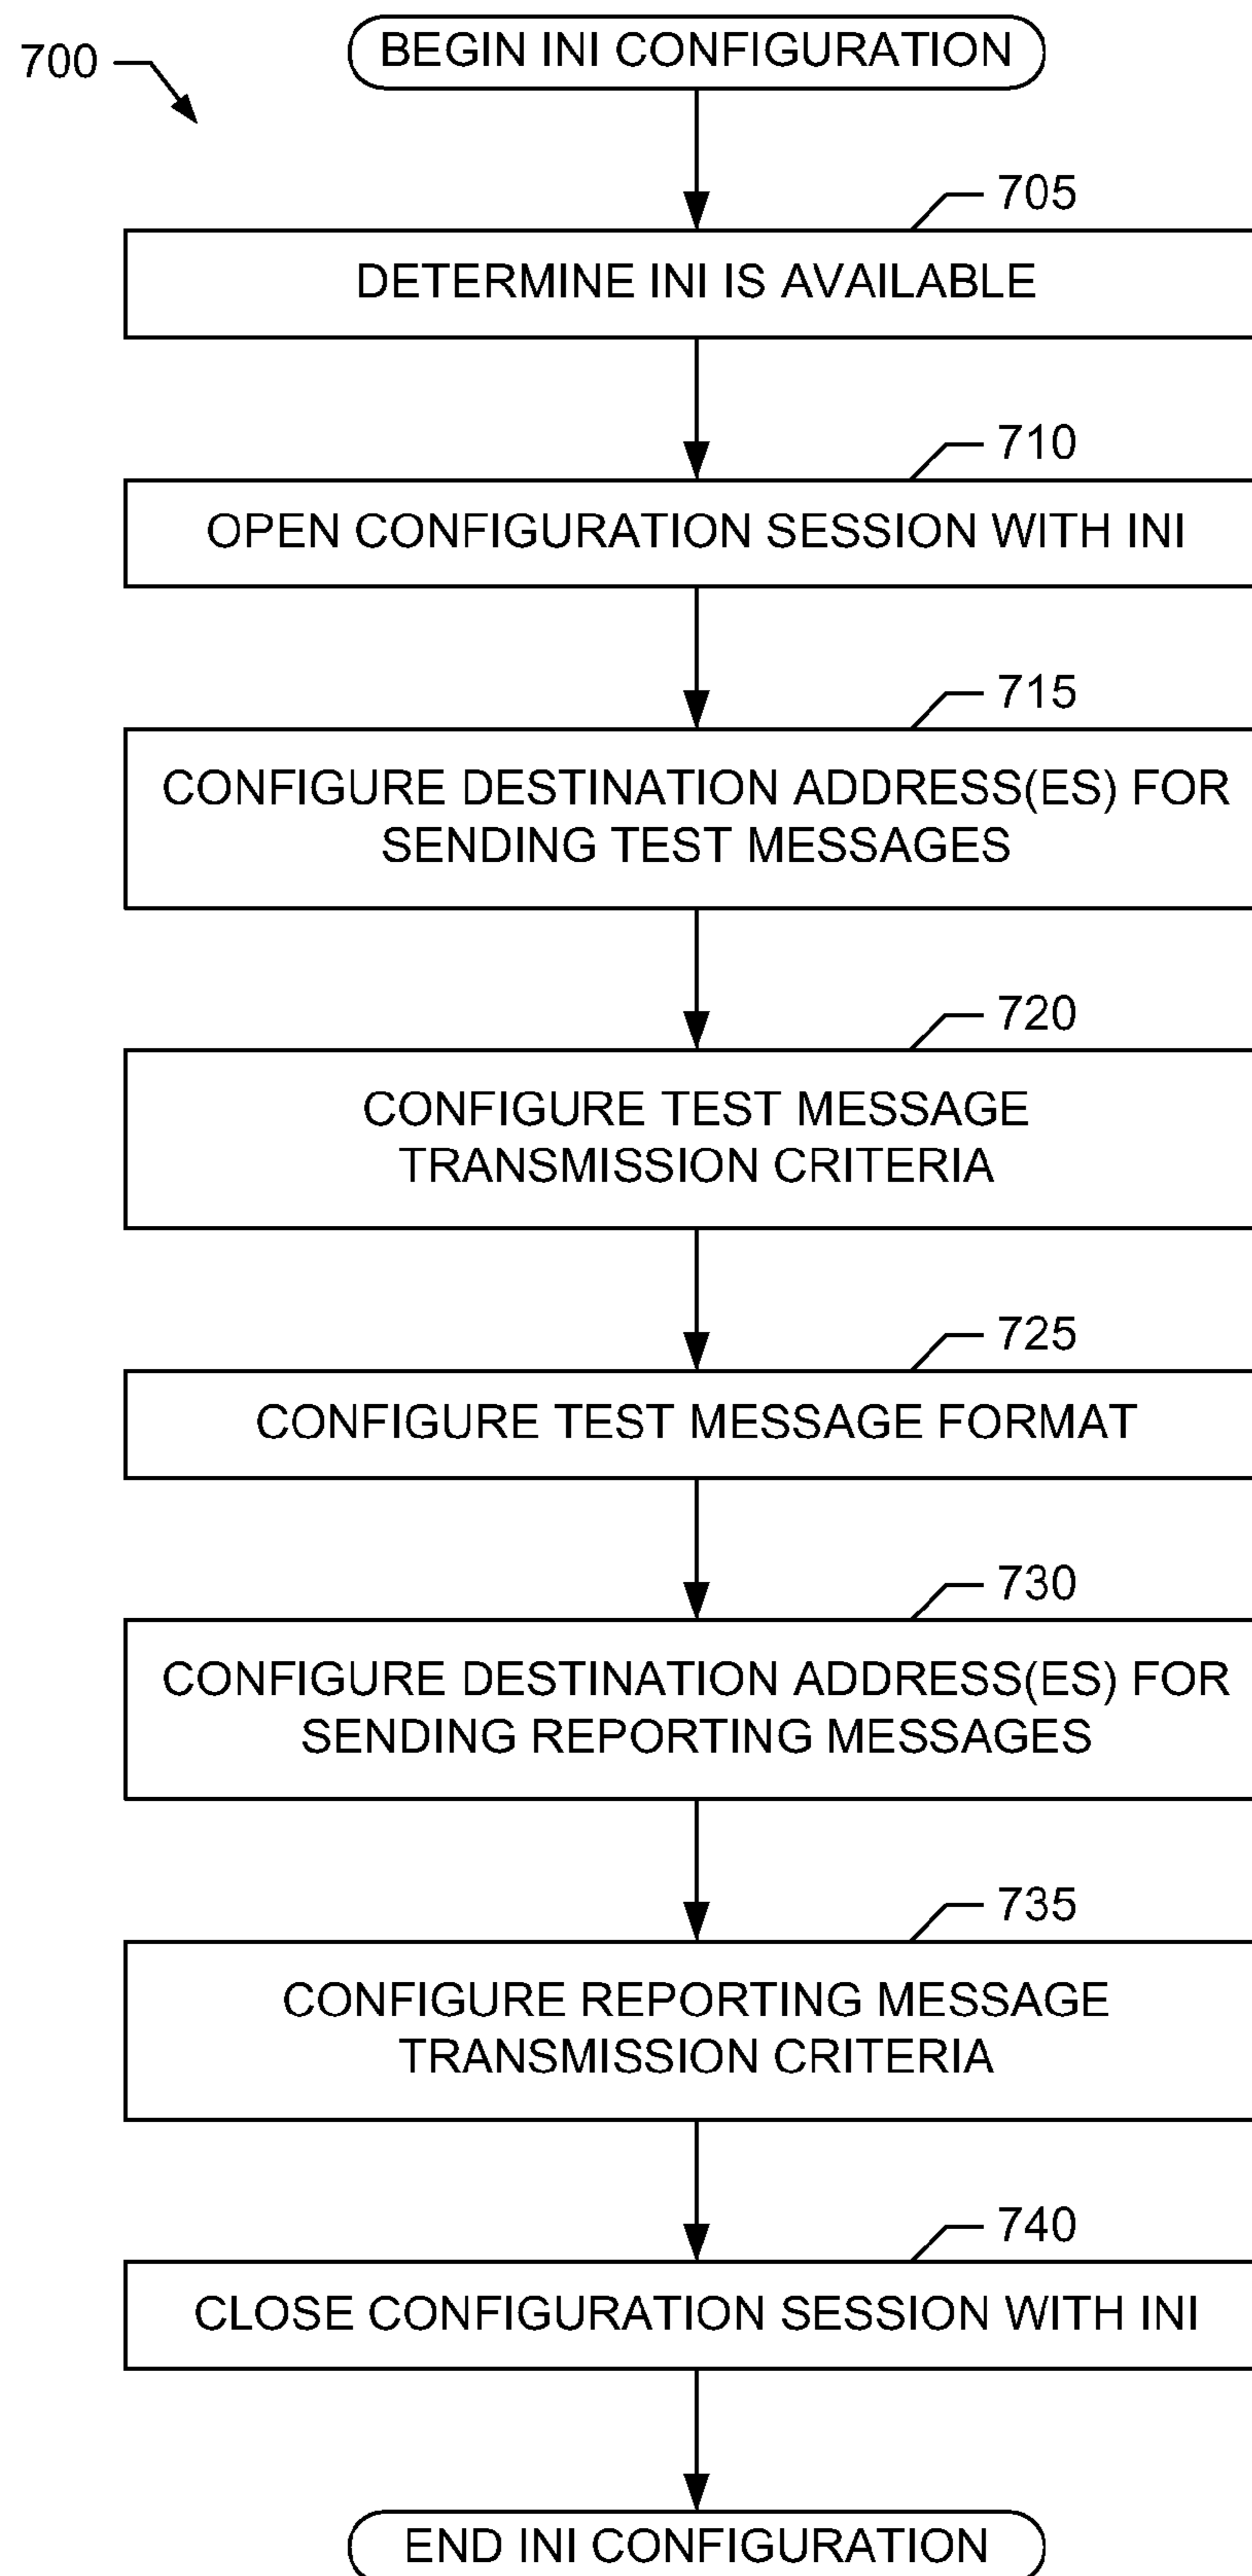 700
BEGIN INI CONFIGURATION
705
DETERMINE INI IS AVAILABLE
710
OPEN CONFIGURATION SESSION WITH INI
715
CONFIGURE DESTINATION ADDRESS(ES) FOR
SENDING TEST MESSAGES
720
CONFIGURE TEST MESSAGE
TRANSMISSION CRITERIA
725
CONFIGURE TEST MESSAGE FORMAT
730
CONFIGURE DESTINATION ADDRESS(ES) FOR
SENDING REPORTING MESSAGES
735
CONFIGURE REPORTING MESSAGE
TRANSMISSION CRITERIA
740
CLOSE CONFIGURATION SESSION WITH INI
END INI CONFIGURATION